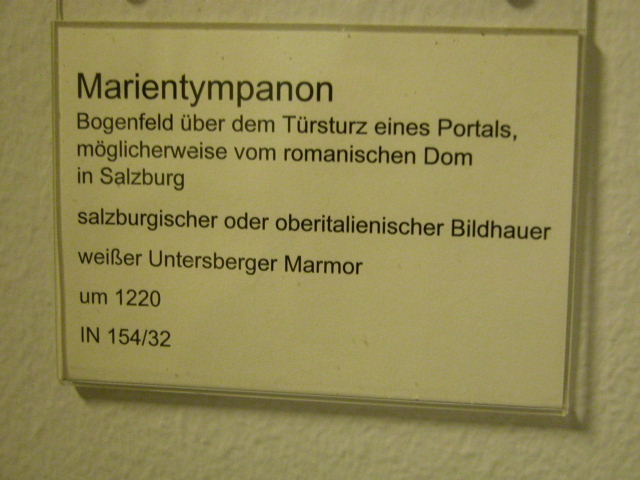 Marientympanon
Bogenfeld über dem Türsturz eines Portals,
möglicherweise vom romanischen Dom
in Salzburg
salzburgischer oder oberitalienischer Bildhauer
weißer Untersberger Marmor
um 1220
IN 154/32